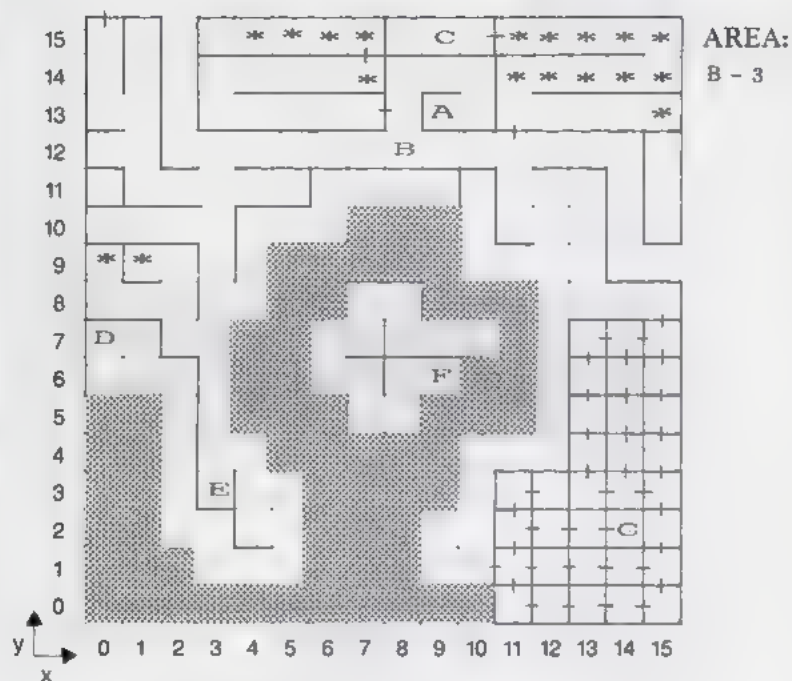 AREA:
B - 3
15 * * * * C * * * * *
14 * * * * * *
13 A *
12 B
11
10
9 * *
8
7 D
6 F
5
4
3 E
2 C
1
0
y
x
0 1 2 3 4 5 6 7 8 9 10 11 12 13 14 15